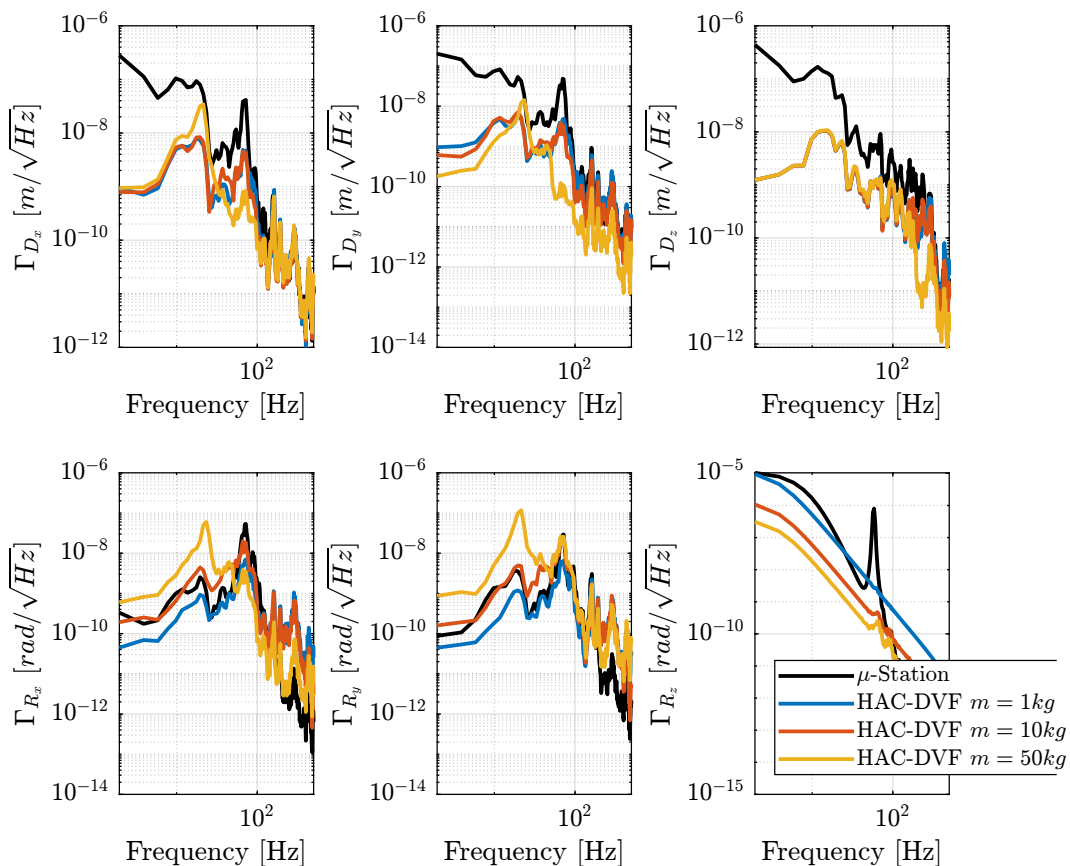 10^{-6} 10^{-8} 10^{-10} 10^{-12}
Γ_{D_x} [m/√Hz]
10^2
Frequency [Hz]
10^{-6} 10^{-8} 10^{-10} 10^{-12} 10^{-14}
Γ_{D_y} [m/√Hz]
10^2
Frequency [Hz]
10^{-6} 10^{-8} 10^{-10} 10^{-12}
Γ_{D_z} [m/√Hz]
10^2
Frequency [Hz]
10^{-6} 10^{-8} 10^{-10} 10^{-12} 10^{-14}
Γ_{R_x} [rad/√Hz]
10^2
Frequency [Hz]
10^{-6} 10^{-8} 10^{-10} 10^{-12} 10^{-14}
Γ_{R_y} [rad/√Hz]
10^2
Frequency [Hz]
10^{-5} 10^{-10} 10^{-15}
Γ_{R_z} [rad/√Hz]
μ-Station
HAC-DVF m = 1kg
HAC-DVF m = 10kg
HAC-DVF m = 50kg
10^2
Frequency [Hz]